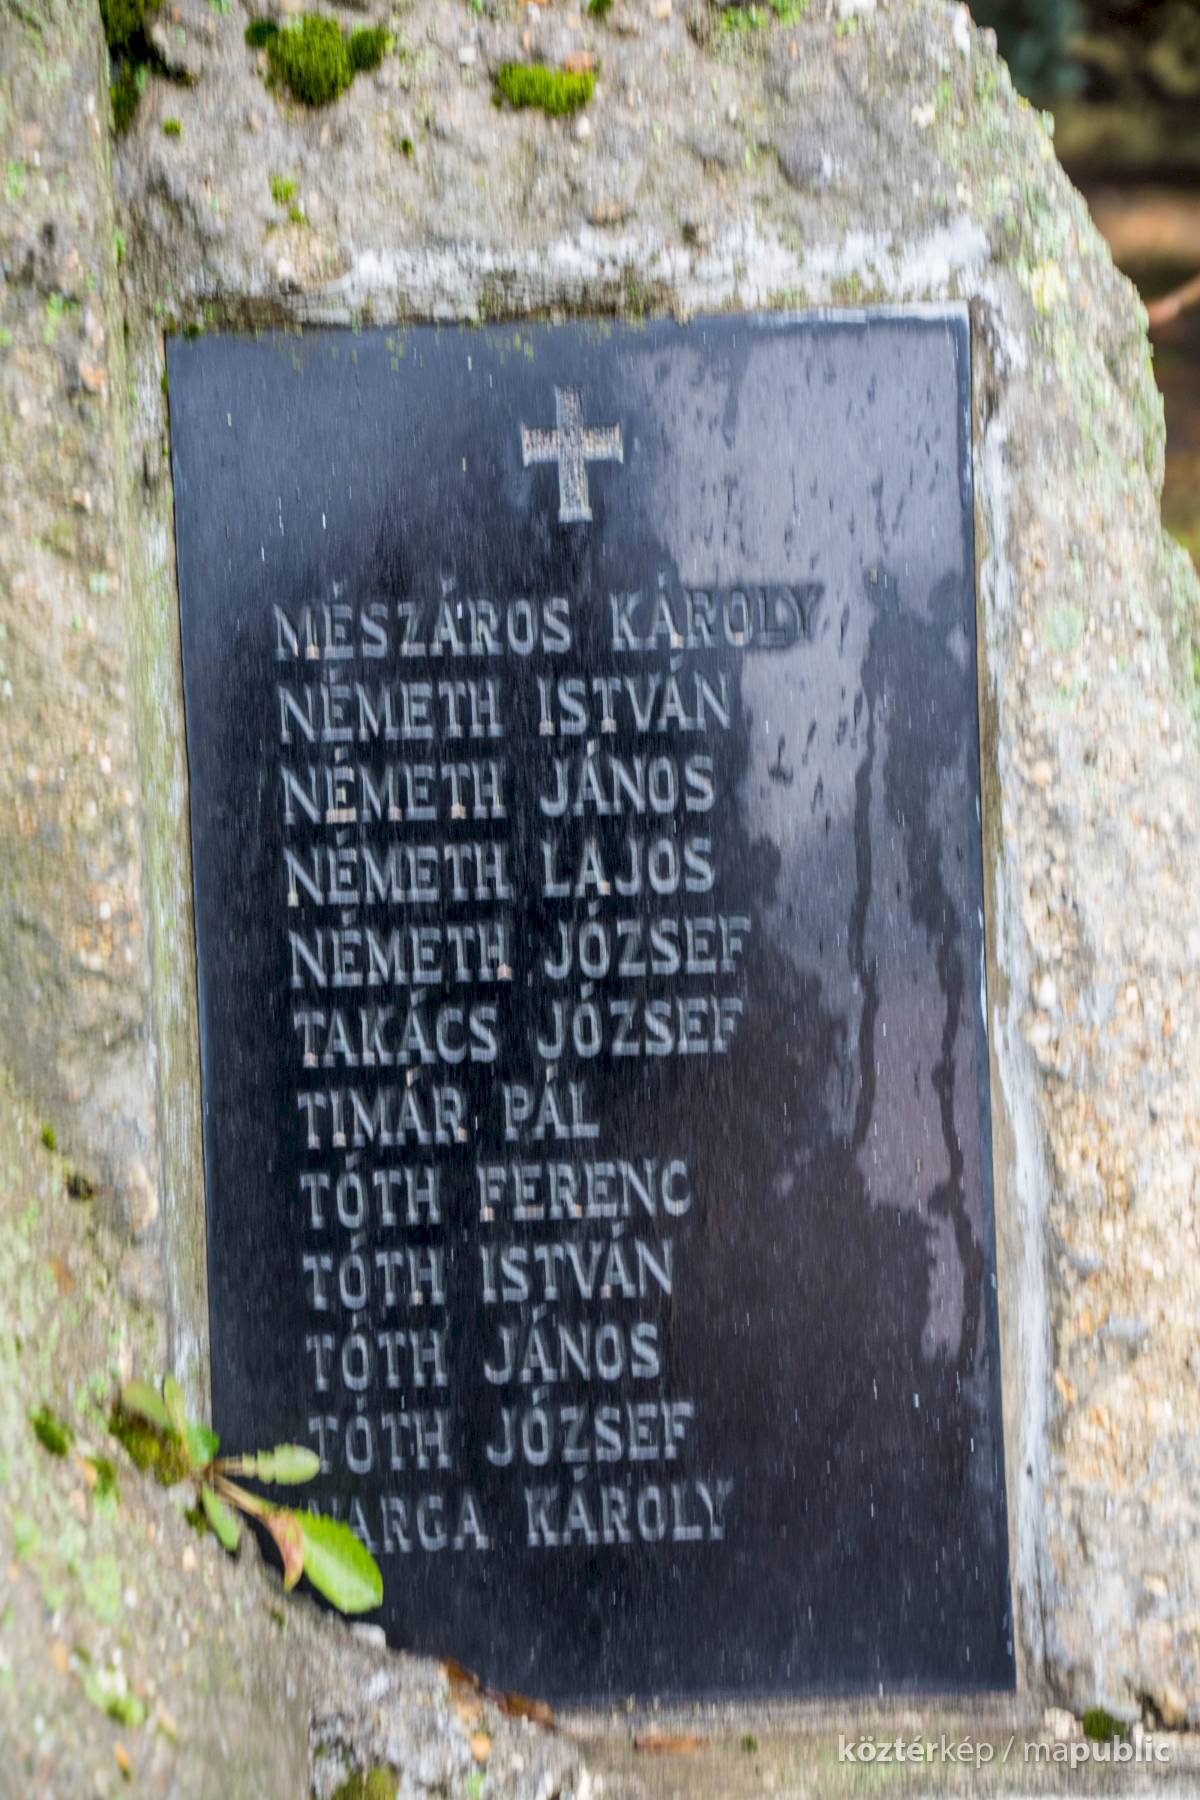 MÉSZÁROS KÁROLY
NÉMETH ISTVÁN
NÉMETH JÁNOS
NÉMETH LAJOS
NÉMETH JÓZSEF
TAKÁCS JÓZSEF
TIMÁR PÁL
TÓTH FERENC
TÓTH ISTVÁN
TÓTH JÁNOS
TÓTH JÓZSEF
VARGA KÁROLY
köztérkép / mapublic